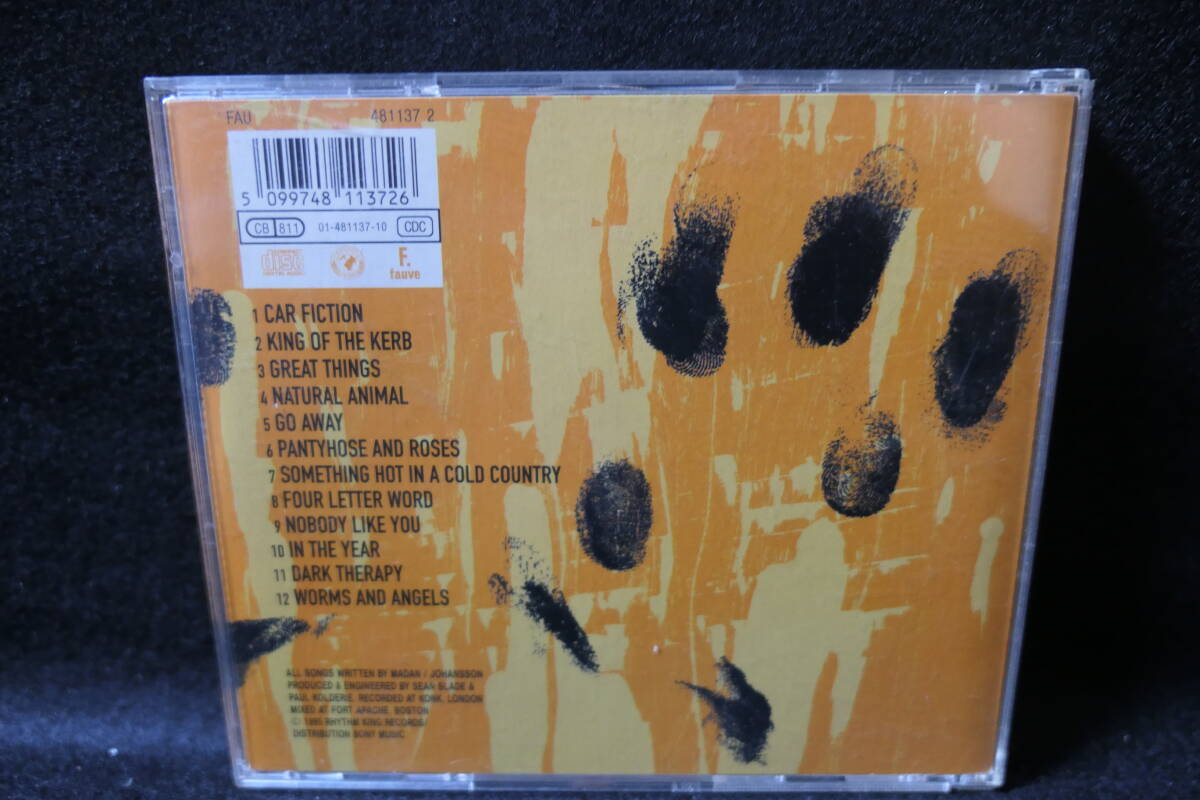 FAU 481137 2
5 099748 113726
CB 811 01-481137-10 CDC
disc F.
fauve
1 CAR FICTION
2 KING OF THE KERB
3 GREAT THINGS
4 NATURAL ANIMAL
5 GO AWAY
6 PANTYHOSE AND ROSES
7 SOMETHING HOT IN A COLD COUNTRY
8 FOUR LETTER WORD
9 NOBODY LIKE YOU
10 IN THE YEAR
11 DARK THERAPY
12 WORMS AND ANGELS
ALL SONGS WRITTEN BY MADAN / JOHANSSON
PRODUCED & ENGINEERED BY SEAN SLADE &
PAUL KOLDERIE, RECORDED AT KONK, LONDON
MIXED AT FORT APACHE, BOSTON
© 1995 RHYTHM KING RECORDS/
DISTRIBUTION SONY MUSIC